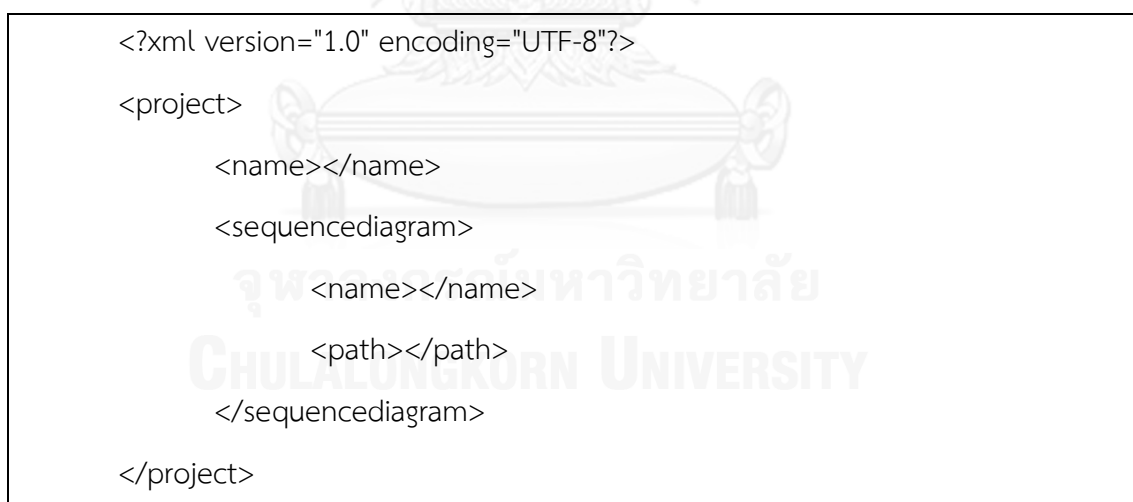 <?xml version="1.0" encoding="UTF-8"?>
<project>
<name></name>
<sequencediagram>
<name></name>
จุฬาลงกรณ์มหาวิทยาลัย
<path></path>
CHULALONGKORN UNIVERSITY
</sequencediagram>
</project>